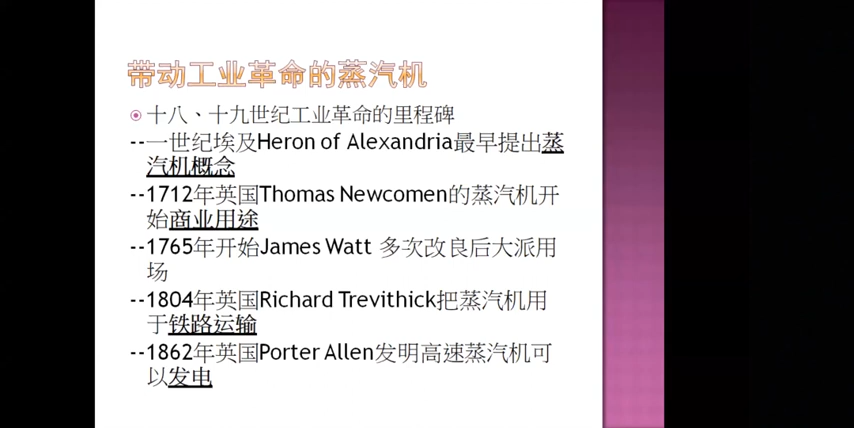 带动工业革命的蒸汽机
十八、十九世纪工业革命的里程碑
--一世纪埃及Heron of Alexandria最早提出蒸
汽机概念
--1712年英国Thomas Newcomen的蒸汽机开
始商业用途
--1765年开始James Watt 多次改良后大派用
场
--1804年英国Richard Trevithick把蒸汽机用
于铁路运输
--1862年英国Porter Allen发明高速蒸汽机可
以发电